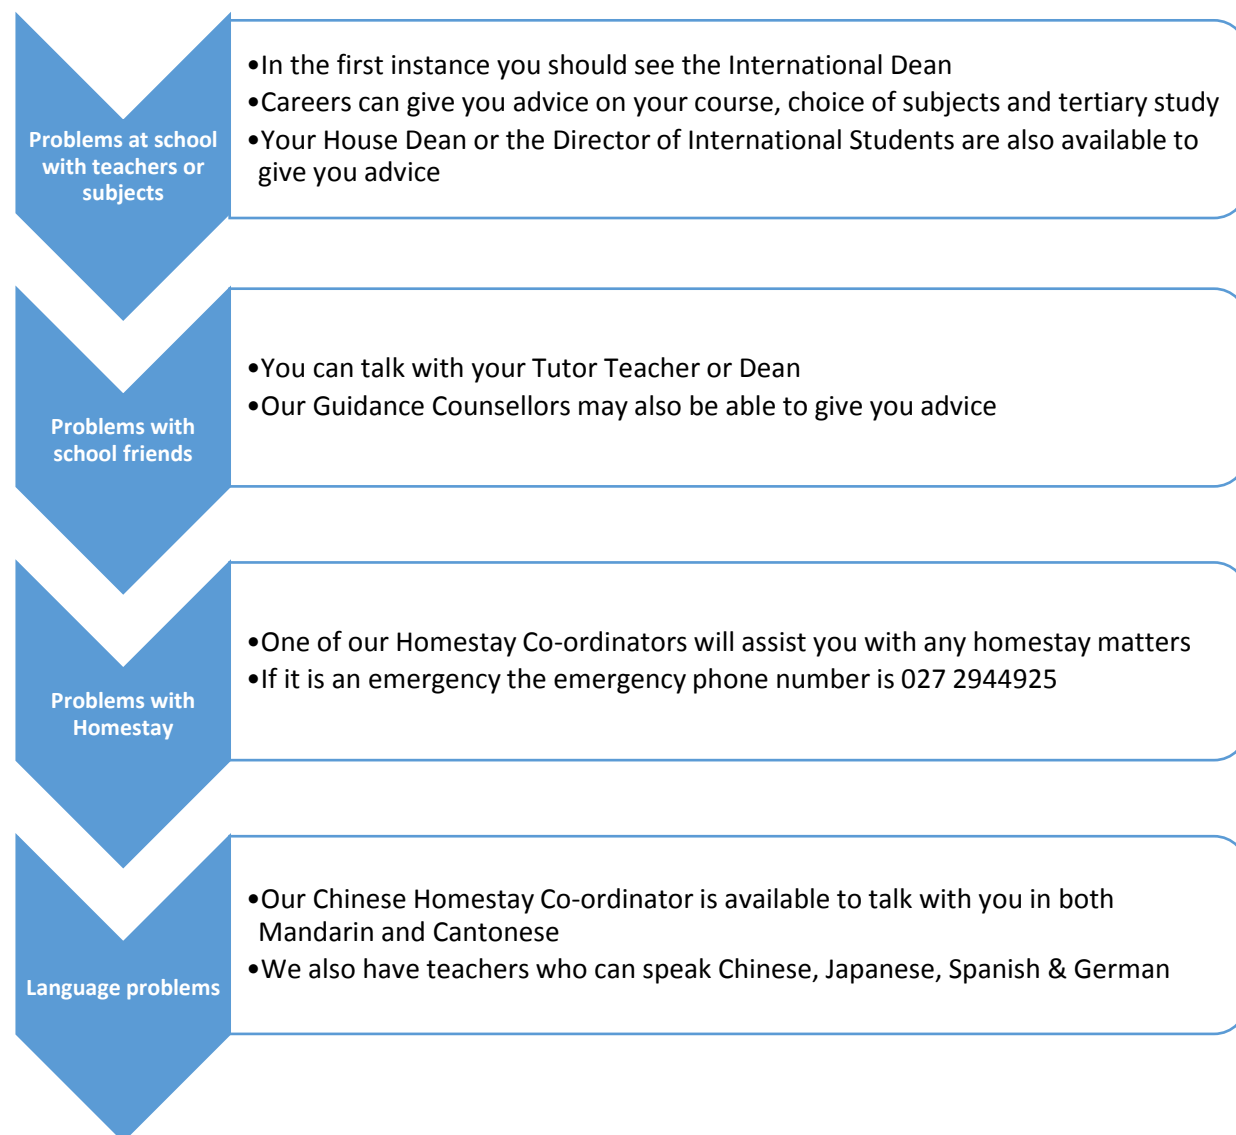 Problems at school
with teachers or
subjects
•In the first instance you should see the International Dean
•Careers can give you advice on your course, choice of subjects and tertiary study
•Your House Dean or the Director of International Students are also available to
give you advice
Problems with
school friends
•You can talk with your Tutor Teacher or Dean
•Our Guidance Counsellors may also be able to give you advice
Problems with
Homestay
•One of our Homestay Co-ordinators will assist you with any homestay matters
•If it is an emergency the emergency phone number is 027 2944925
Language problems
•Our Chinese Homestay Co-ordinator is available to talk with you in both
Mandarin and Cantonese
•We also have teachers who can speak Chinese, Japanese, Spanish & German